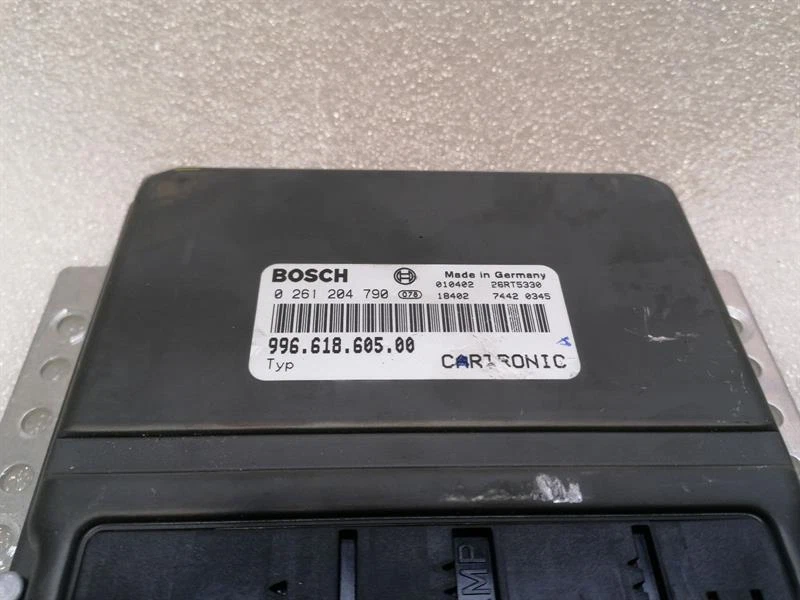 BOSCH Made in Germany
010402 26RT5330
0 261 204 790 078 18402 7442 0345
996.618.605.00
Typ CARTRONIC
AMP